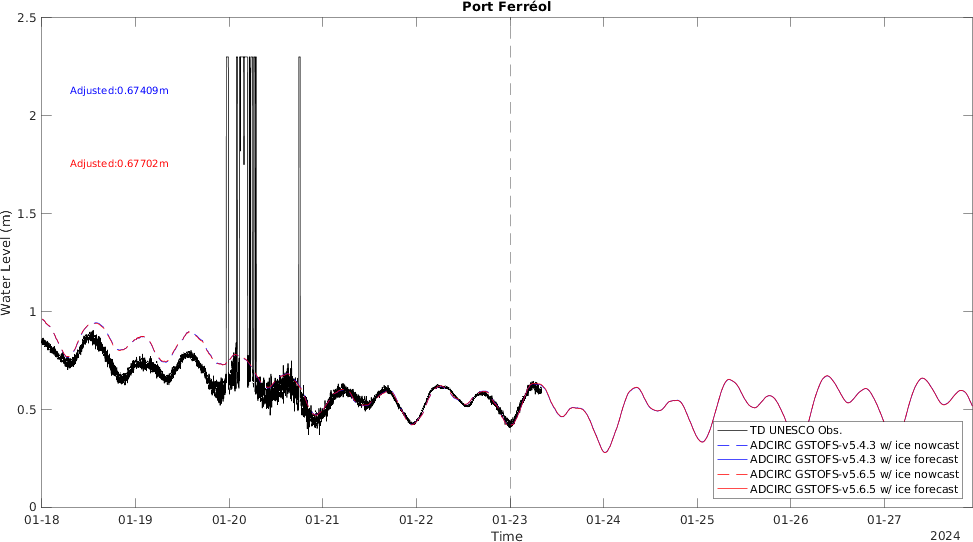 Port Ferréol
2.5
2
1.5
1
0.5
0
Water Level (m)
Adjusted:0.67409m
Adjusted:0.67702m
TD UNESCO Obs.
ADCIRC GSTOFS-v5.4.3 w/ ice nowcast
ADCIRC GSTOFS-v5.4.3 w/ ice forecast
ADCIRC GSTOFS-v5.6.5 w/ ice nowcast
ADCIRC GSTOFS-v5.6.5 w/ ice forecast
01-18 01-19 01-20 01-21 01-22 01-23 01-24 01-25 01-26 01-27
Time
2024